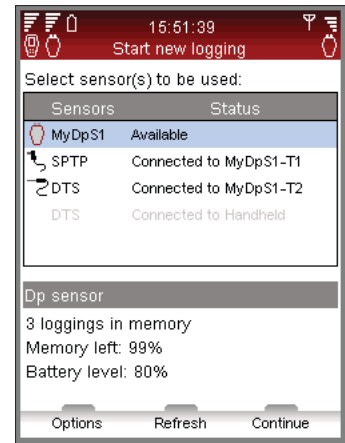 15:51:39
Start new logging
Select sensor(s) to be used:
Sensors Status
MyDpS1 Available
SPTP Connected to MyDpS1-T1
DTS Connected to MyDpS1-T2
DTS Connected to Handheld
Dp sensor
3 loggings in memory
Memory left: 99%
Battery level: 80%
Options Refresh Continue